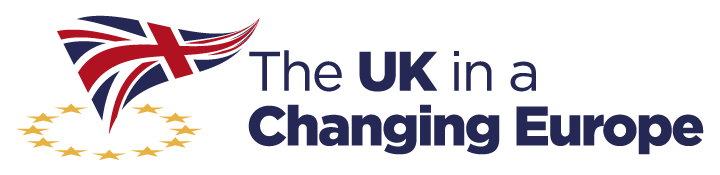 The UK in a
Changing Europe